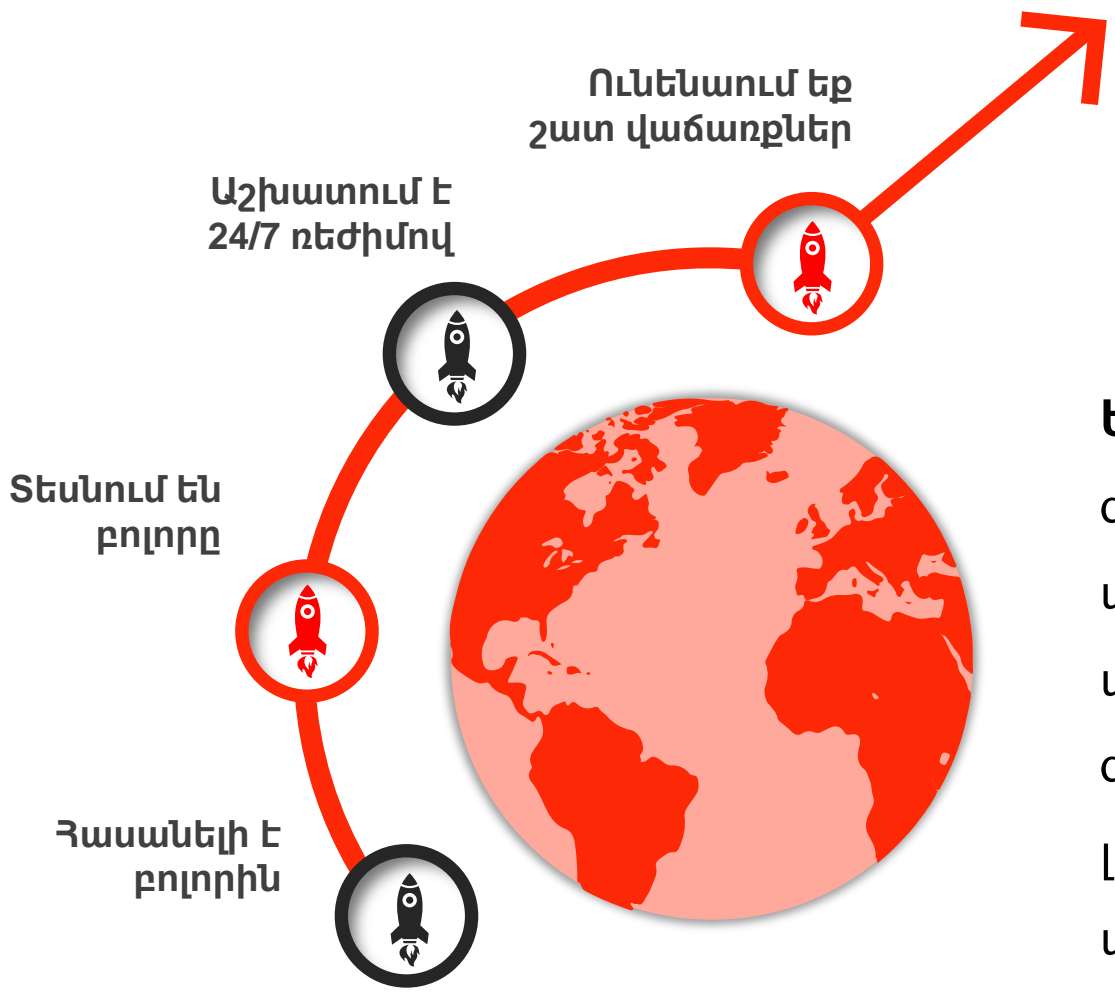 Ունենաում եք
շատ վաճառքներ
Աշխատում է
24/7 ռեժիմով
Տեսնում են
բոլորը
Հասանելի է
բոլորին